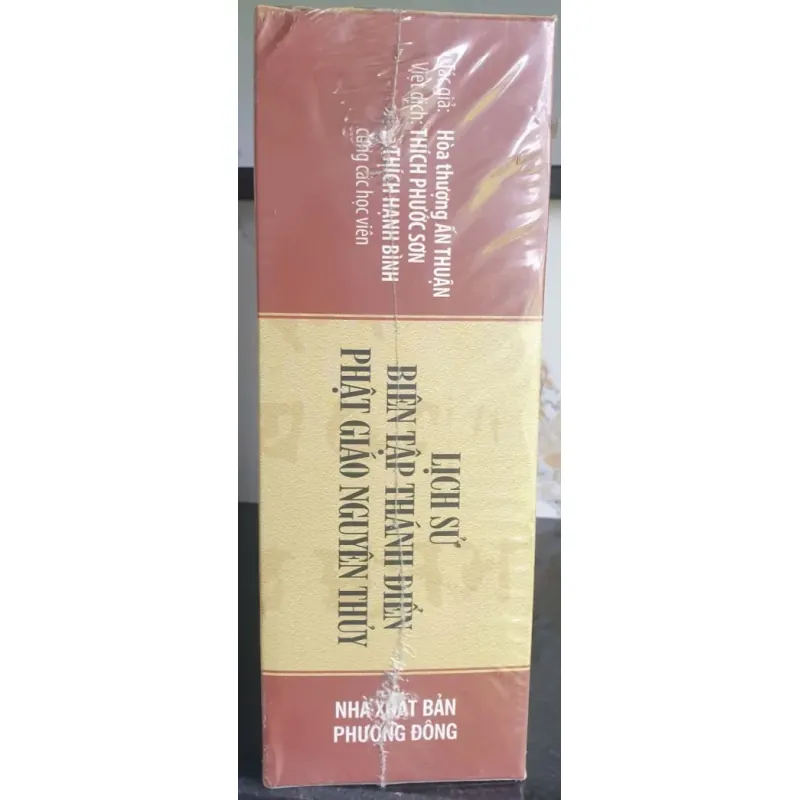 Tác giả: Hòa thượng ẤN THUẬN
Việt dịch: THÍCH PHƯỚC SƠN
THÍCH HẠNH BÌNH
cùng các học viên
LỊCH SỬ
BIÊN TẬP THÁNH ĐIỂN
PHẬT GIÁO NGUYÊN THỦY
NHÀ XUẤT BẢN
PHƯƠNG ĐÔNG